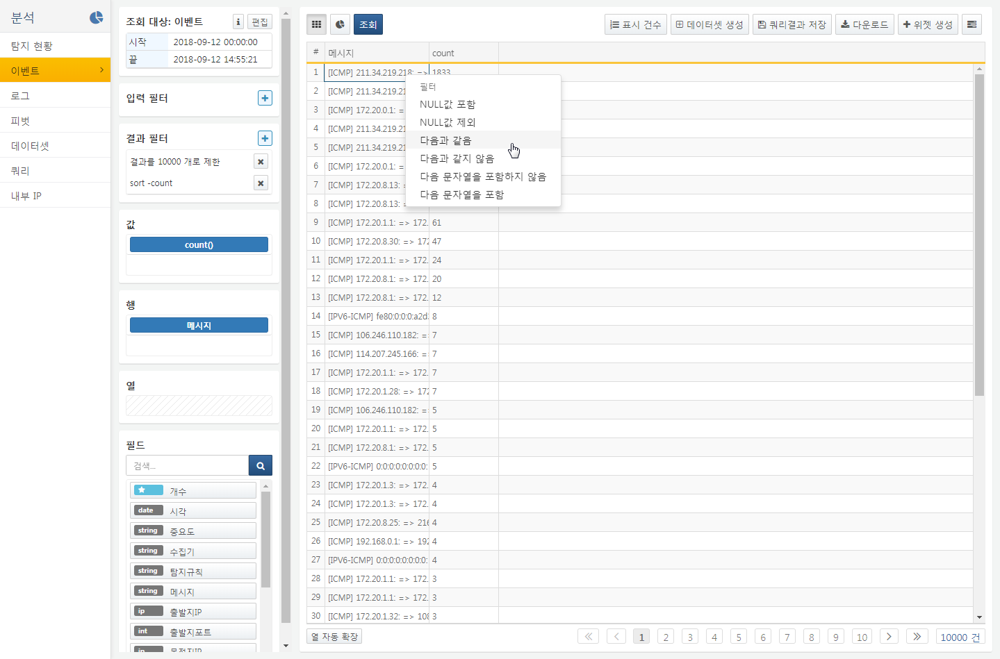 분석
탐지 현황
이벤트
로그
피벗
데이터셋
쿼리
내부 IP
조회 대상: 이벤트
편집
시작 2018-09-12 00:00:00
끝 2018-09-12 14:55:21
입력 필터
결과 필터
결과를 10000 개로 제한
sort -count
값
count()
행
메시지
열
필드
검색...
개수
date 시각
string 중요도
string 수집기
string 탐지규칙
string 메시지
ip 출발지IP
int 출발지포트
조회
표시 건수
데이터셋 생성
쿼리결과 저장
다운로드
위젯 생성
# 메시지 count
1 [ICMP] 211.34.219.218: => 1833
2 [ICMP] 211.34.219.21
3 [ICMP] 172.20.0.1: =
4 [ICMP] 211.34.219.21
5 [ICMP] 211.34.219.21
6 [ICMP] 172.20.0.1: =
7 [ICMP] 172.20.8.13: =
8 [ICMP] 172.20.8.13: =
필터
NULL값 포함
NULL값 제외
다음과 같음
다음과 같지 않음
다음 문자열을 포함하지 않음
다음 문자열을 포함
9 [ICMP] 172.20.1.1: => 172. 61
10 [ICMP] 172.20.8.30: => 172 47
11 [ICMP] 172.20.1.1: => 172. 24
12 [ICMP] 172.20.8.1: => 172. 20
13 [ICMP] 172.20.8.1: => 172. 12
14 [IPV6-ICMP] fe80:0:0:0:a2d: 8
15 [ICMP] 106.246.110.182: => 7
16 [ICMP] 114.207.245.166: => 7
17 [ICMP] 172.20.1.1: => 172. 7
18 [ICMP] 172.20.1.28: => 172 7
19 [ICMP] 106.246.110.182: => 5
20 [ICMP] 172.20.1.1: => 172. 5
21 [ICMP] 172.20.8.1: => 172. 5
22 [IPV6-ICMP] 0:0:0:0:0:0:0: 5
23 [ICMP] 172.20.1.3: => 172. 4
24 [ICMP] 172.20.1.3: => 172. 4
25 [ICMP] 172.20.8.25: => 216 4
26 [ICMP] 192.168.0.1: => 192 4
27 [IPV6-ICMP] 0:0:0:0:0:0:0: 4
28 [ICMP] 172.20.1.1: => 172. 3
29 [ICMP] 172.20.1.1: => 172. 3
30 [ICMP] 172.20.1.32: => 108 3
열 자동 확장
1 2 3 4 5 6 7 8 9 10
10000 건